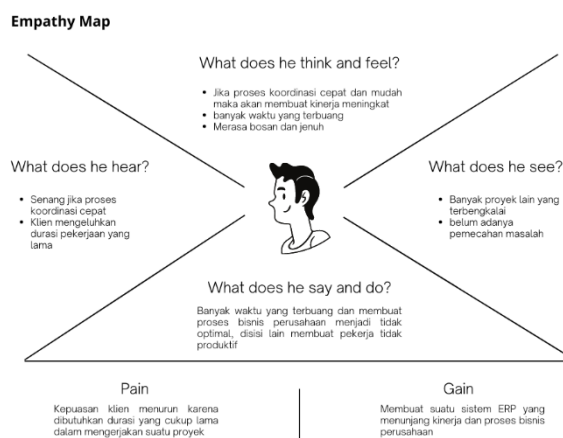 Empathy Map
What does he think and feel?
• Jika proses koordinasi cepat dan mudah
maka akan membuat kinerja meningkat
• banyak waktu yang terbuang
• Merasa bosan dan jenuh
What does he hear?
• Senang jika proses
koordinasi cepat
• Klien mengeluhkan
durasi pekerjaan yang
lama
What does he see?
• Banyak proyek lain yang
terbengkalai
• belum adanya
pemecahan masalah
What does he say and do?
Banyak waktu yang terbuang dan membuat
proses bisnis perusahaan menjadi tidak
optimal, disisi lain membuat pekerja tidak
produktif
Pain
Kepuasan klien menurun karena
dibutuhkan durasi yang cukup lama
dalam mengerjakan suatu proyek
Gain
Membuat suatu sistem ERP yang
menunjang kinerja dan proses bisnis
perusahaan